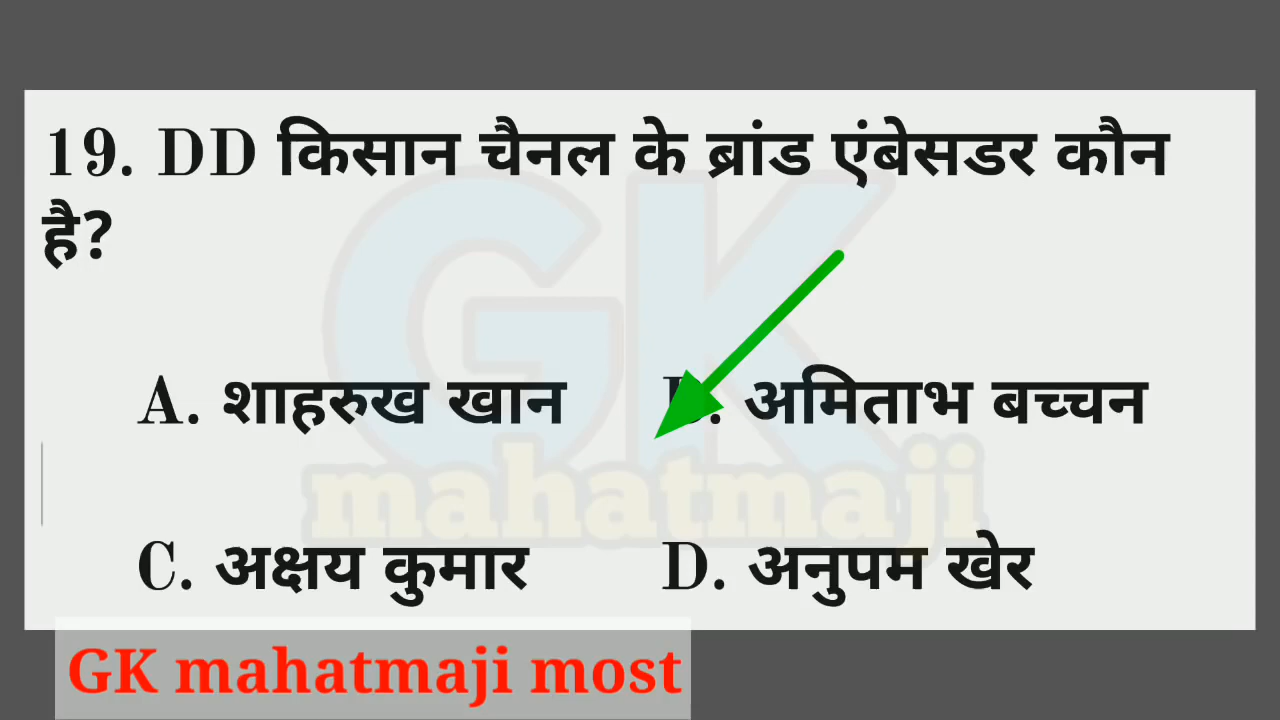 19. DD किसान चैनल के ब्रांड एंबेसडर कौन
है?
GK
A. शाहरुख खान B. अमिताभ बच्चन
mahatmaji
C. अक्षय कुमार D. अनुपम खेर
GK mahatmaji most